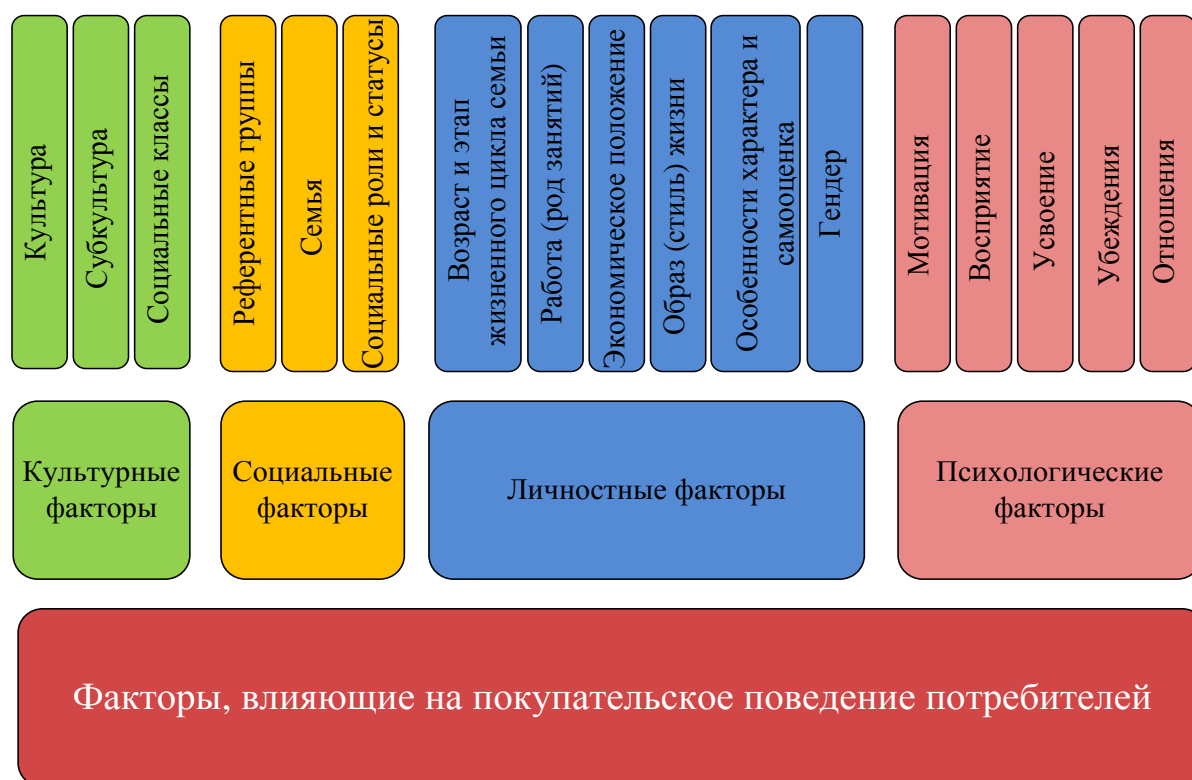 Культура
Субкультура
Социальные классы
Референтные группы
Семья
Социальные роли и статусы
Возраст и этап
жизненного цикла семьи
Работа (род занятий)
Экономическое положение
Образ (стиль) жизни
Особенности характера и
самооценка
Гендер
Мотивация
Восприятие
Усвоение
Убеждения
Отношения
Культурные
факторы
Социальные
факторы
Личностные факторы
Психологические
факторы
Факторы, влияющие на покупательское поведение потребителей